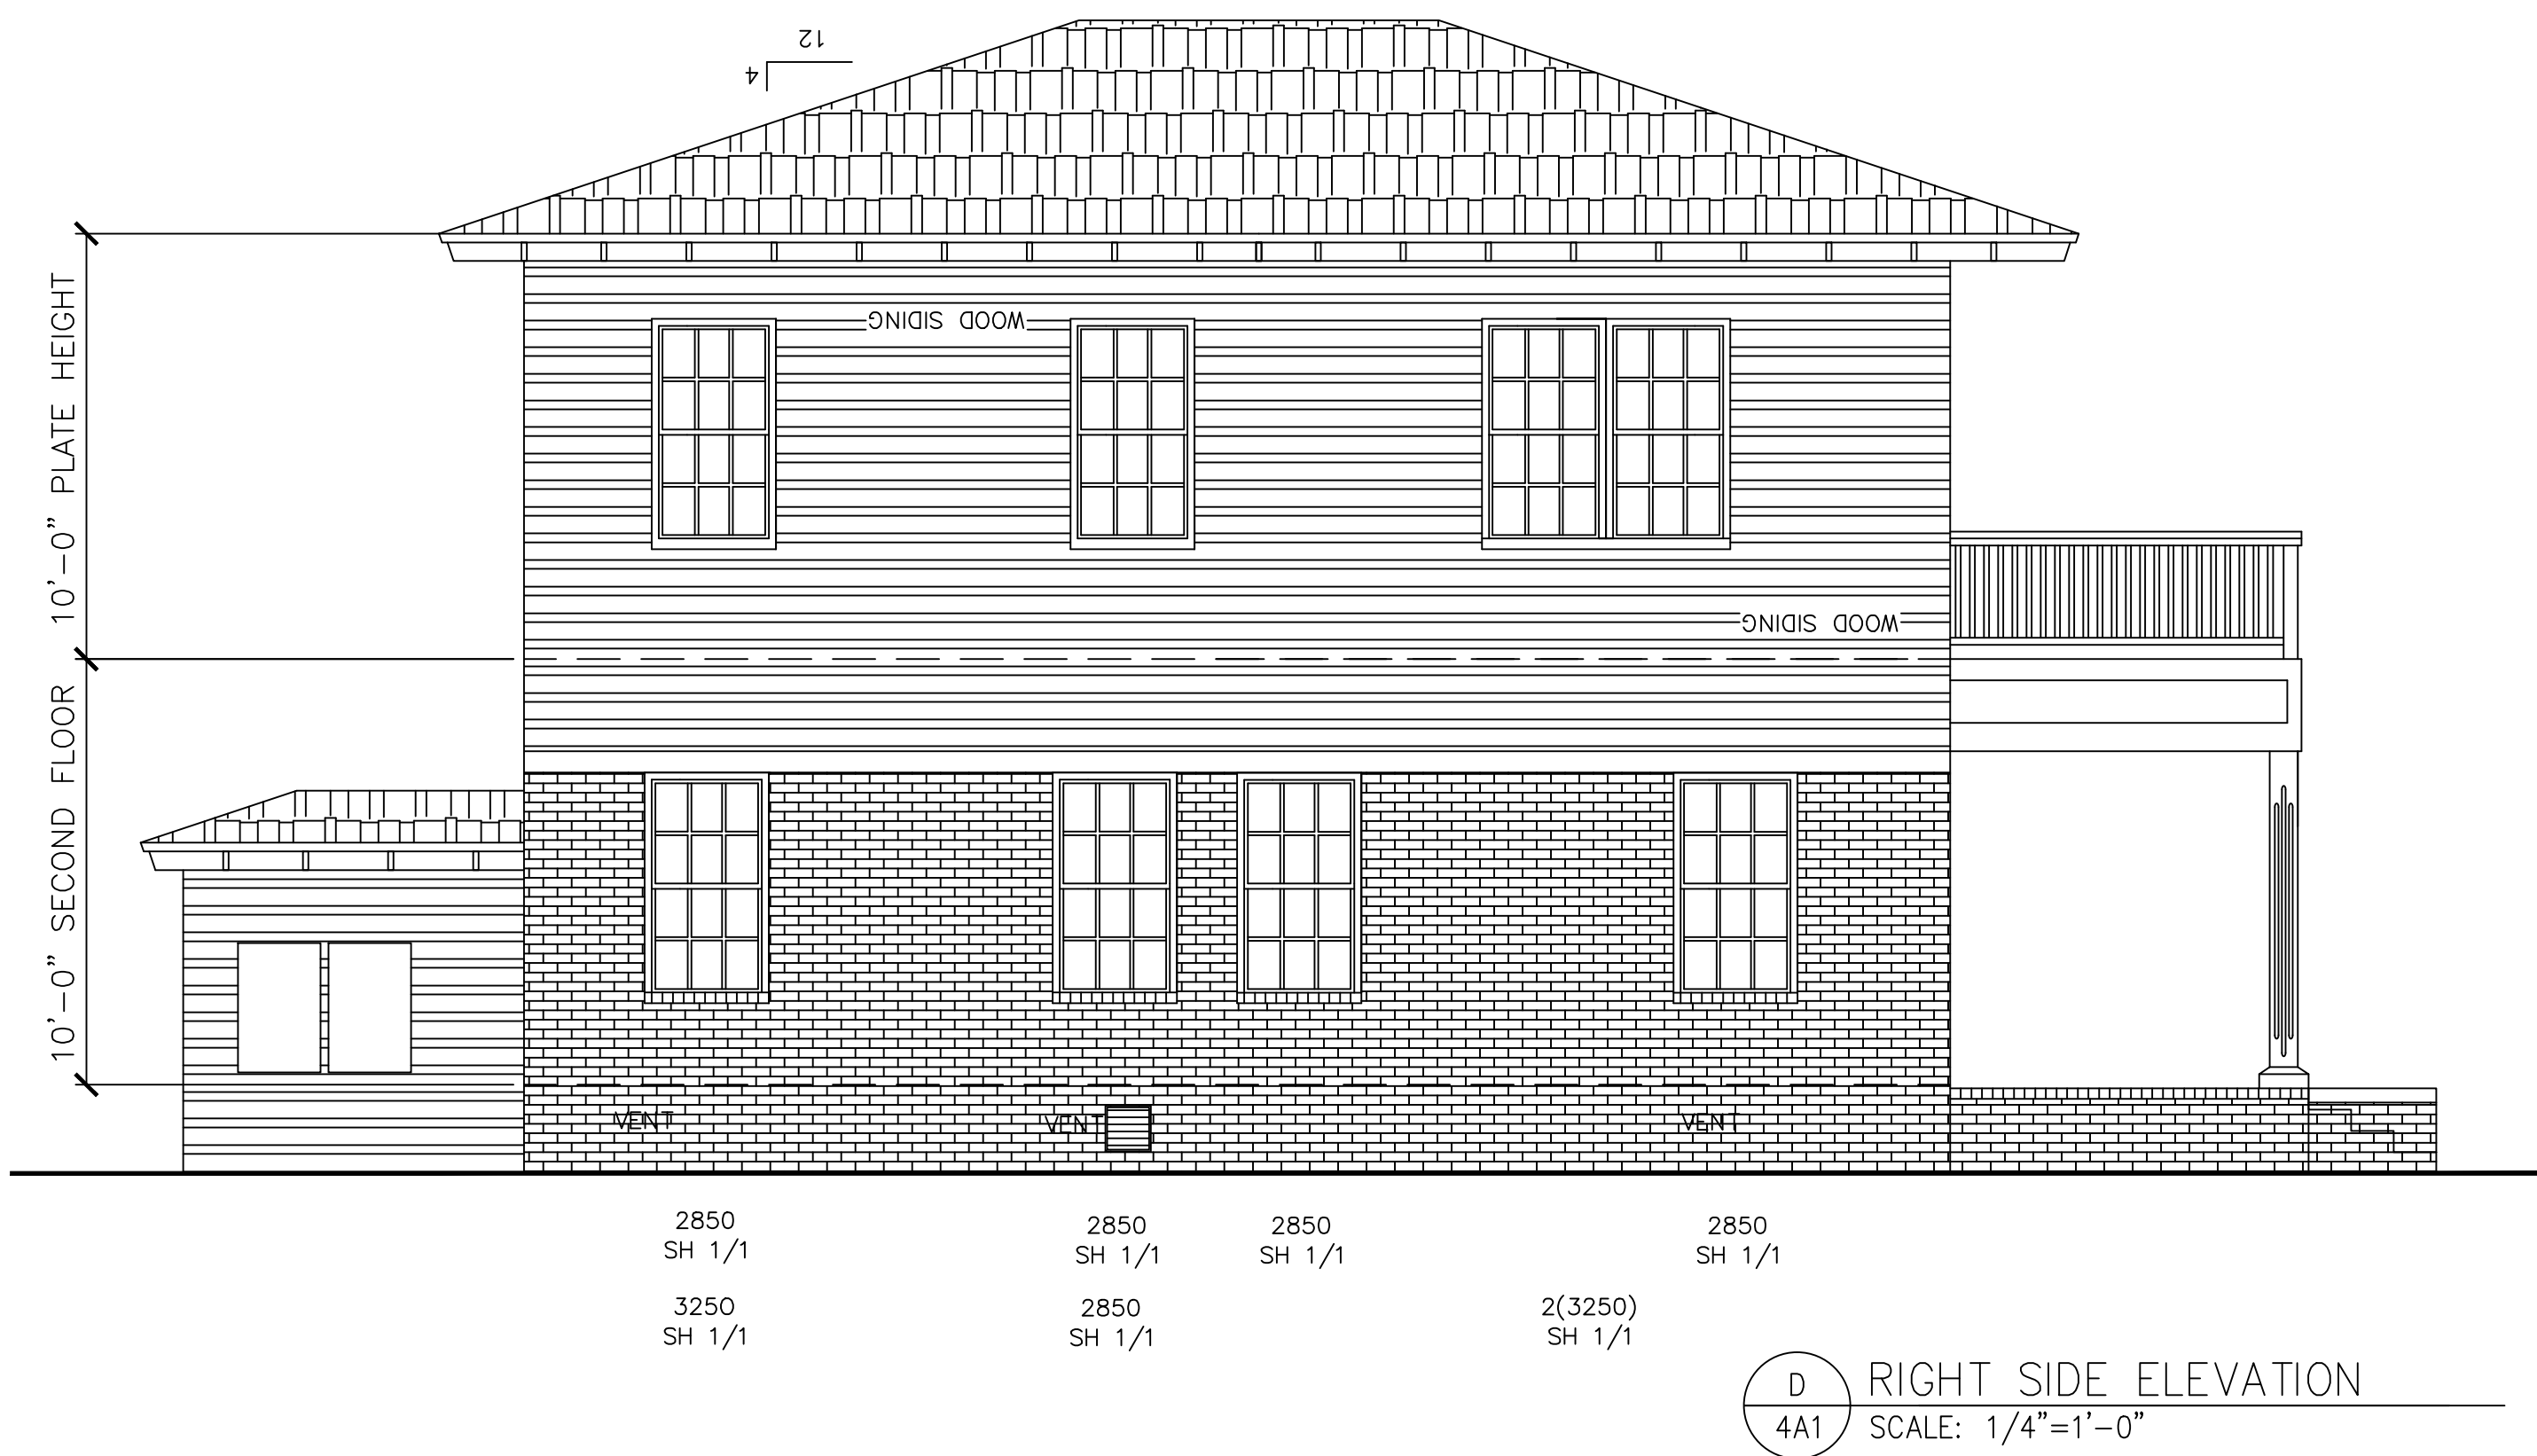 12
4
WOOD SIDING
10'-0" PLATE HEIGHT
WOOD SIDING
10'-0" SECOND FLOOR
VENT
VENT
VENT
2850
SH 1/1
2850
SH 1/1
2850
SH 1/1
2850
SH 1/1
3250
SH 1/1
2850
SH 1/1
2(3250)
SH 1/1
D
4A1
RIGHT SIDE ELEVATION
SCALE: 1/4"=1'-0"